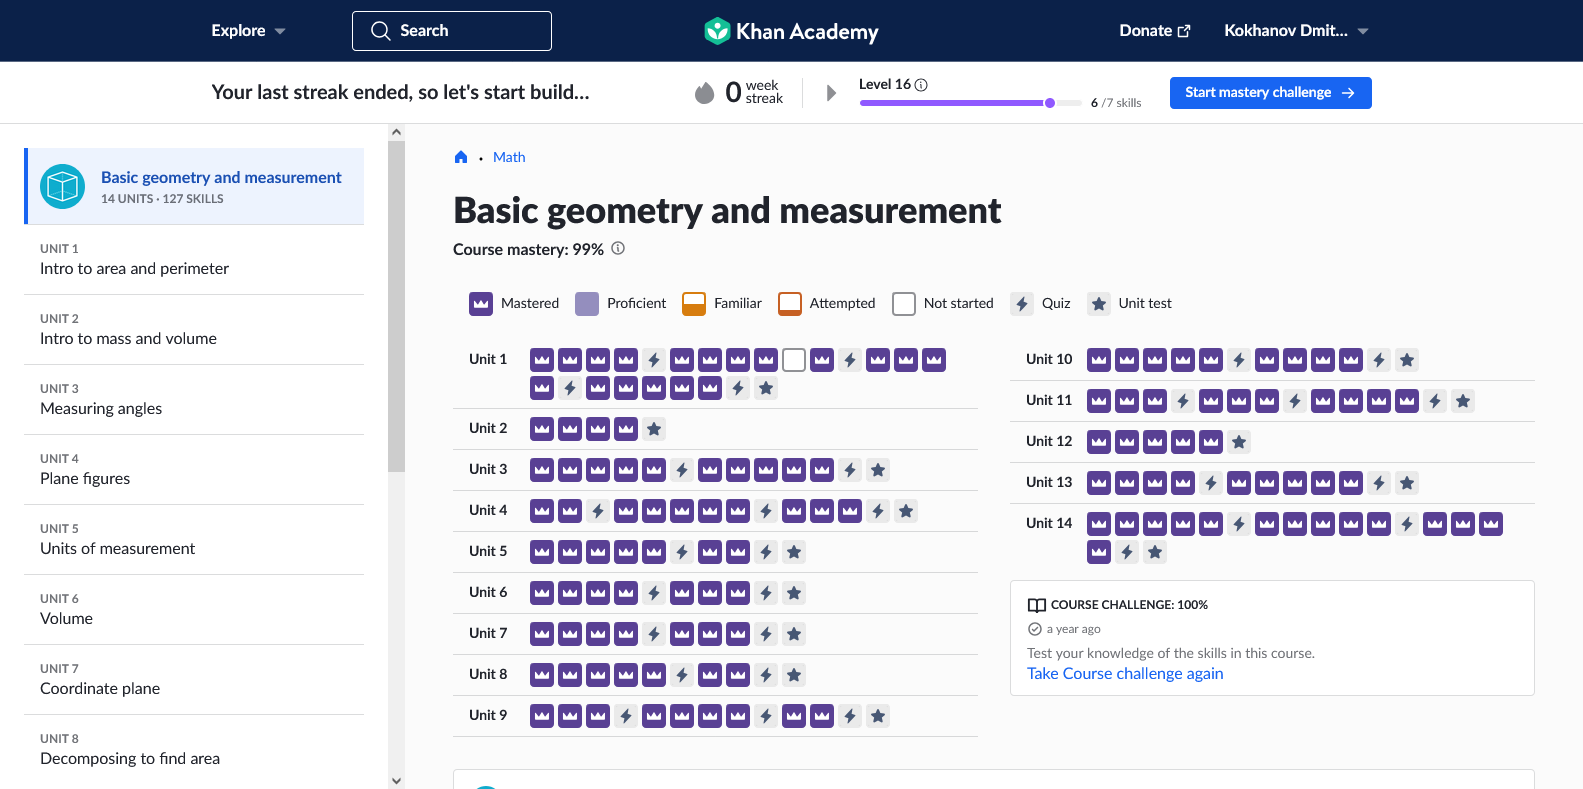 Explore
Search
Khan Academy
Donate
Kokhanov Dmit...
Your last streak ended, so let's start build...
0 week streak
Level 16
6 /7 skills
Start mastery challenge
Basic geometry and measurement
14 UNITS · 127 SKILLS
UNIT 1
Intro to area and perimeter
UNIT 2
Intro to mass and volume
UNIT 3
Measuring angles
UNIT 4
Plane figures
UNIT 5
Units of measurement
UNIT 6
Volume
UNIT 7
Coordinate plane
UNIT 8
Decomposing to find area
Math
Basic geometry and measurement
Course mastery: 99%
Mastered Proficient Familiar Attempted Not started Quiz Unit test
Unit 1
Unit 2
Unit 3
Unit 4
Unit 5
Unit 6
Unit 7
Unit 8
Unit 9
Unit 10
Unit 11
Unit 12
Unit 13
Unit 14
COURSE CHALLENGE: 100%
a year ago
Test your knowledge of the skills in this course.
Take Course challenge again